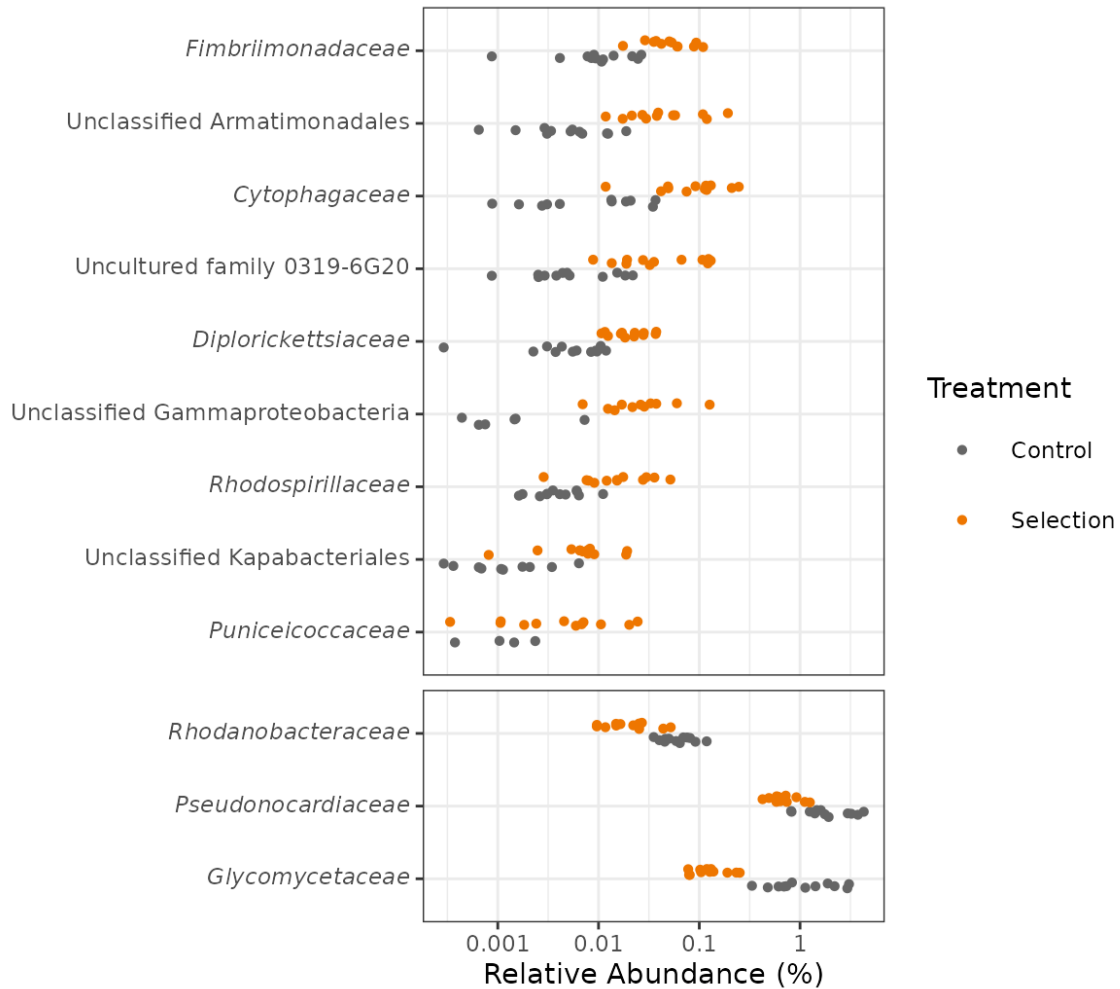 Fimbriimonadaceae
Unclassified Armatimonadales
Cytophagaceae
Uncultured family 0319-6G20
Diplorickettsiaceae
Unclassified Gammaproteobacteria
Rhodospirillaceae
Unclassified Kapabacteriales
Puniceicoccaceae
Rhodanobacteraceae
Pseudonocardiaceae
Glycomycetaceae
0.001 0.01 0.1 1
Relative Abundance (%)
Treatment
Control
Selection